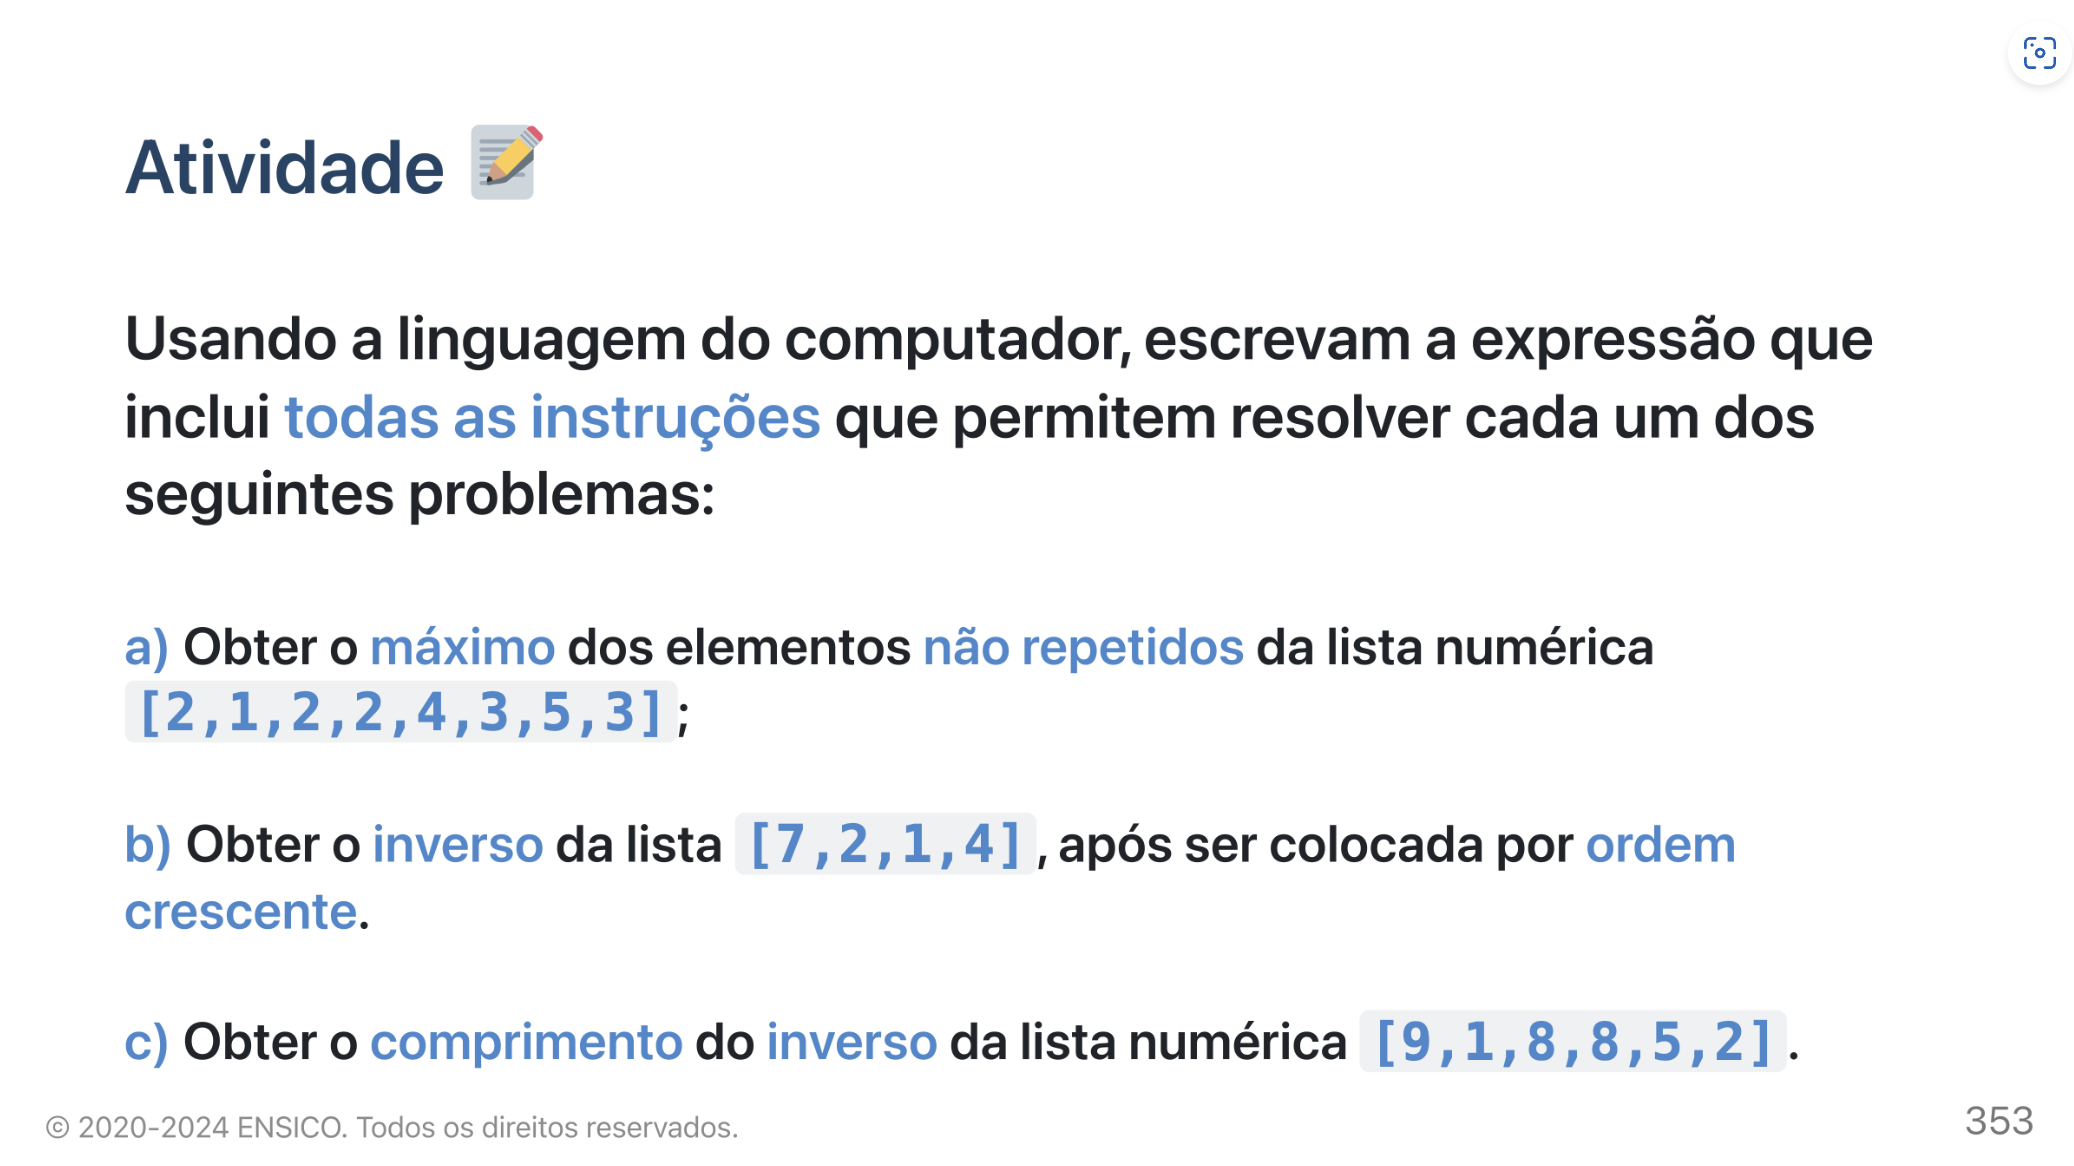 Atividade
Usando a linguagem do computador, escrevam a expressão que
inclui todas as instruções que permitem resolver cada um dos
seguintes problemas:
a) Obter o máximo dos elementos não repetidos da lista numérica
[2,1,2,2,4,3,5,3];
b) Obter o inverso da lista [7,2,1,4], após ser colocada por ordem
crescente.
c) Obter o comprimento do inverso da lista numérica [9,1,8,8,5,2].
© 2020-2024 ENSICO. Todos os direitos reservados.
353